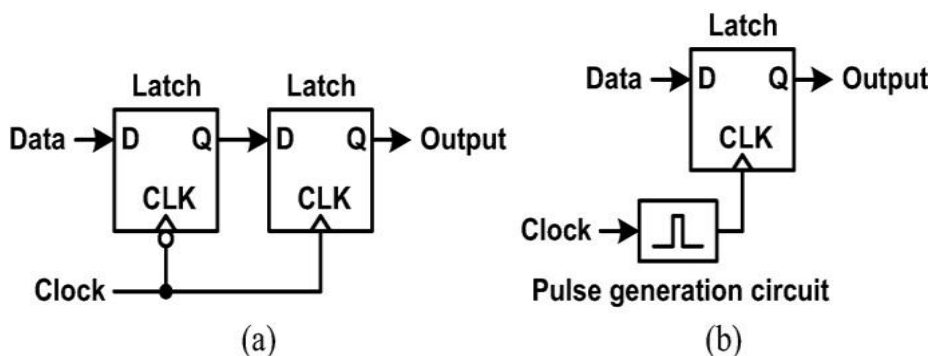 Latch
Latch
Data
D
Q
D
Q
Output
CLK
CLK
Clock
(a)
Latch
Data
D
Q
Output
CLK
Clock
Pulse generation circuit
(b)